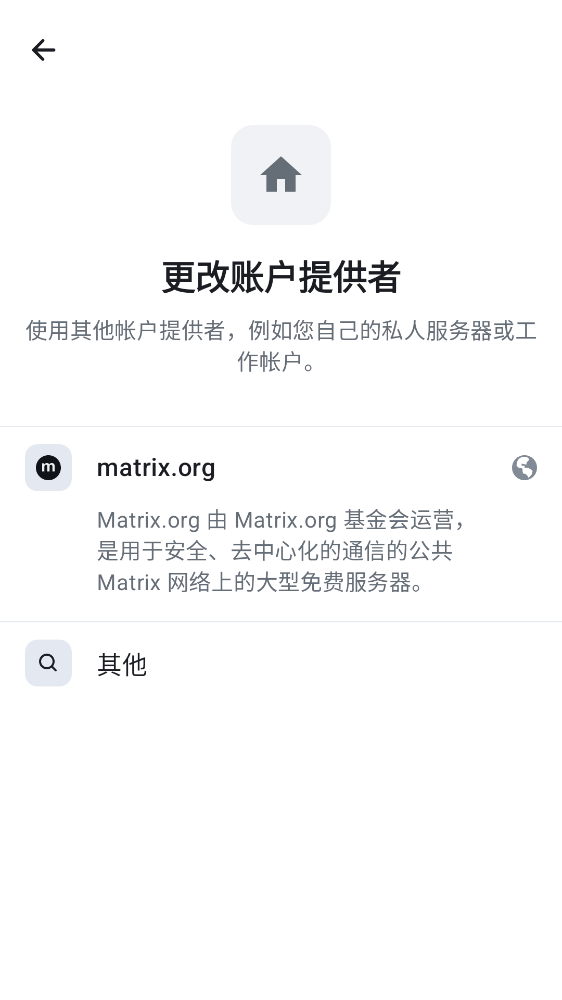 更改账户提供者
使用其他帐户提供者，例如您自己的私人服务器或工
作帐户。
m
matrix.org
Matrix.org 由 Matrix.org 基金会运营，
是用于安全、去中心化的通信的公共
Matrix 网络上的大型免费服务器。
其他